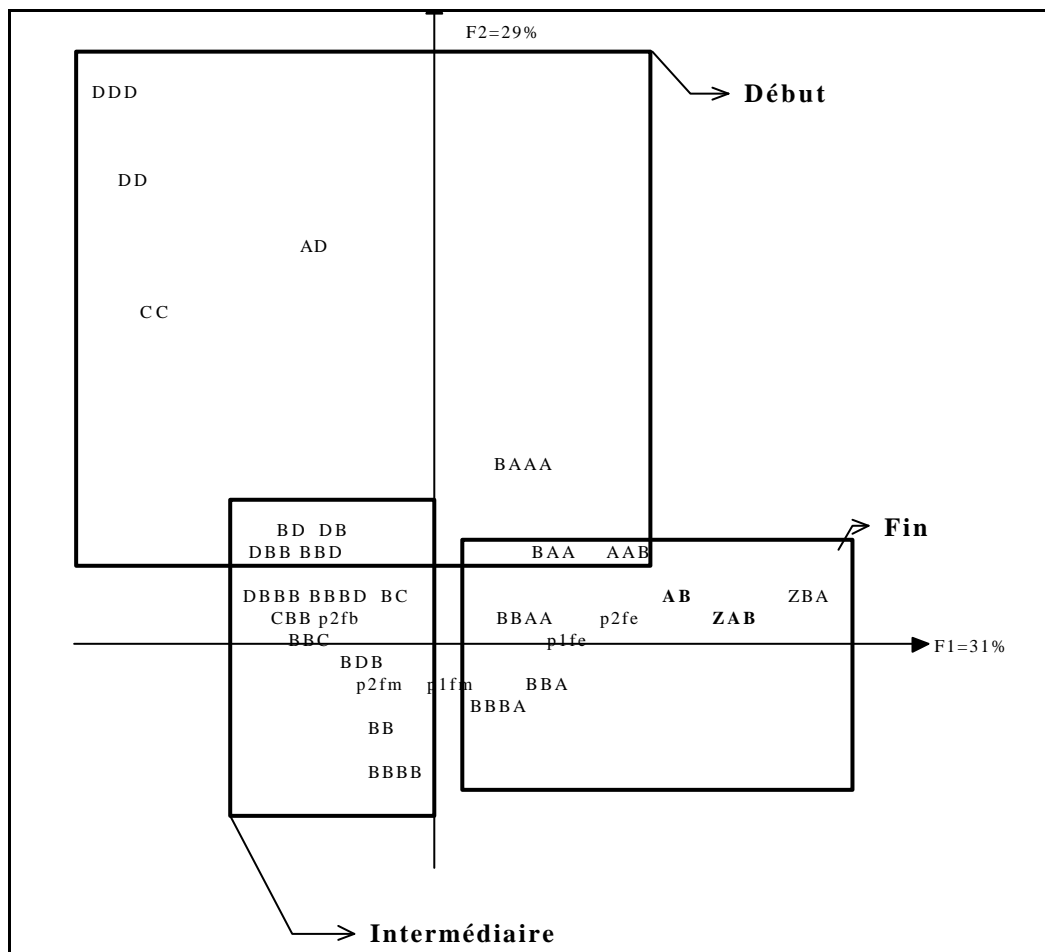 F2=29%
DDD
Début
DD
AD
CC
BAAA
BD DB
Fin
DBB BBD
BAA AAB
DBBB BBBD BC
AB
ZBA
CBB p2fb
BBAA p2fe
ZAB
BBC
p1fe
F1=31%
BDB
p2fm p1fm
BBA
BBBA
BB
BBBB
Intermédiaire